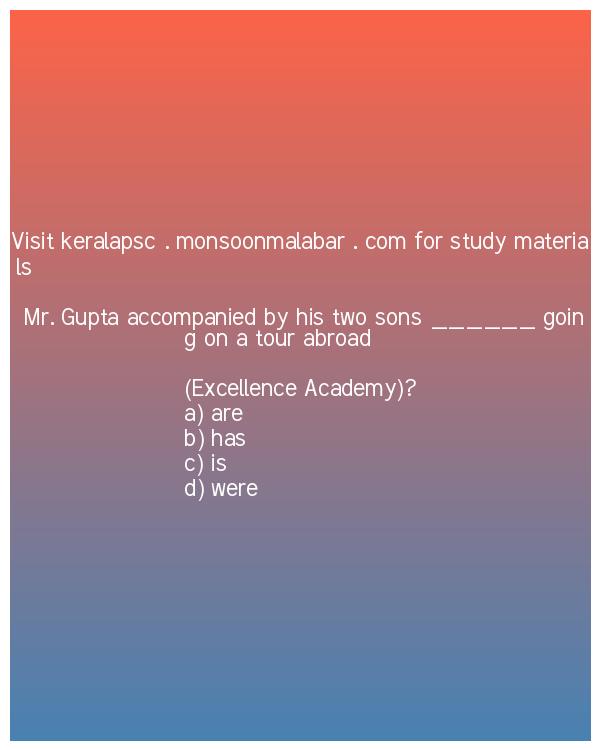 Visit keralapsc . monsoonmalabar . com for study materia
ls
Mr. Gupta accompanied by his two sons ______ goin
g on a tour abroad
(Excellence Academy)?
a) are
b) has
c) is
d) were